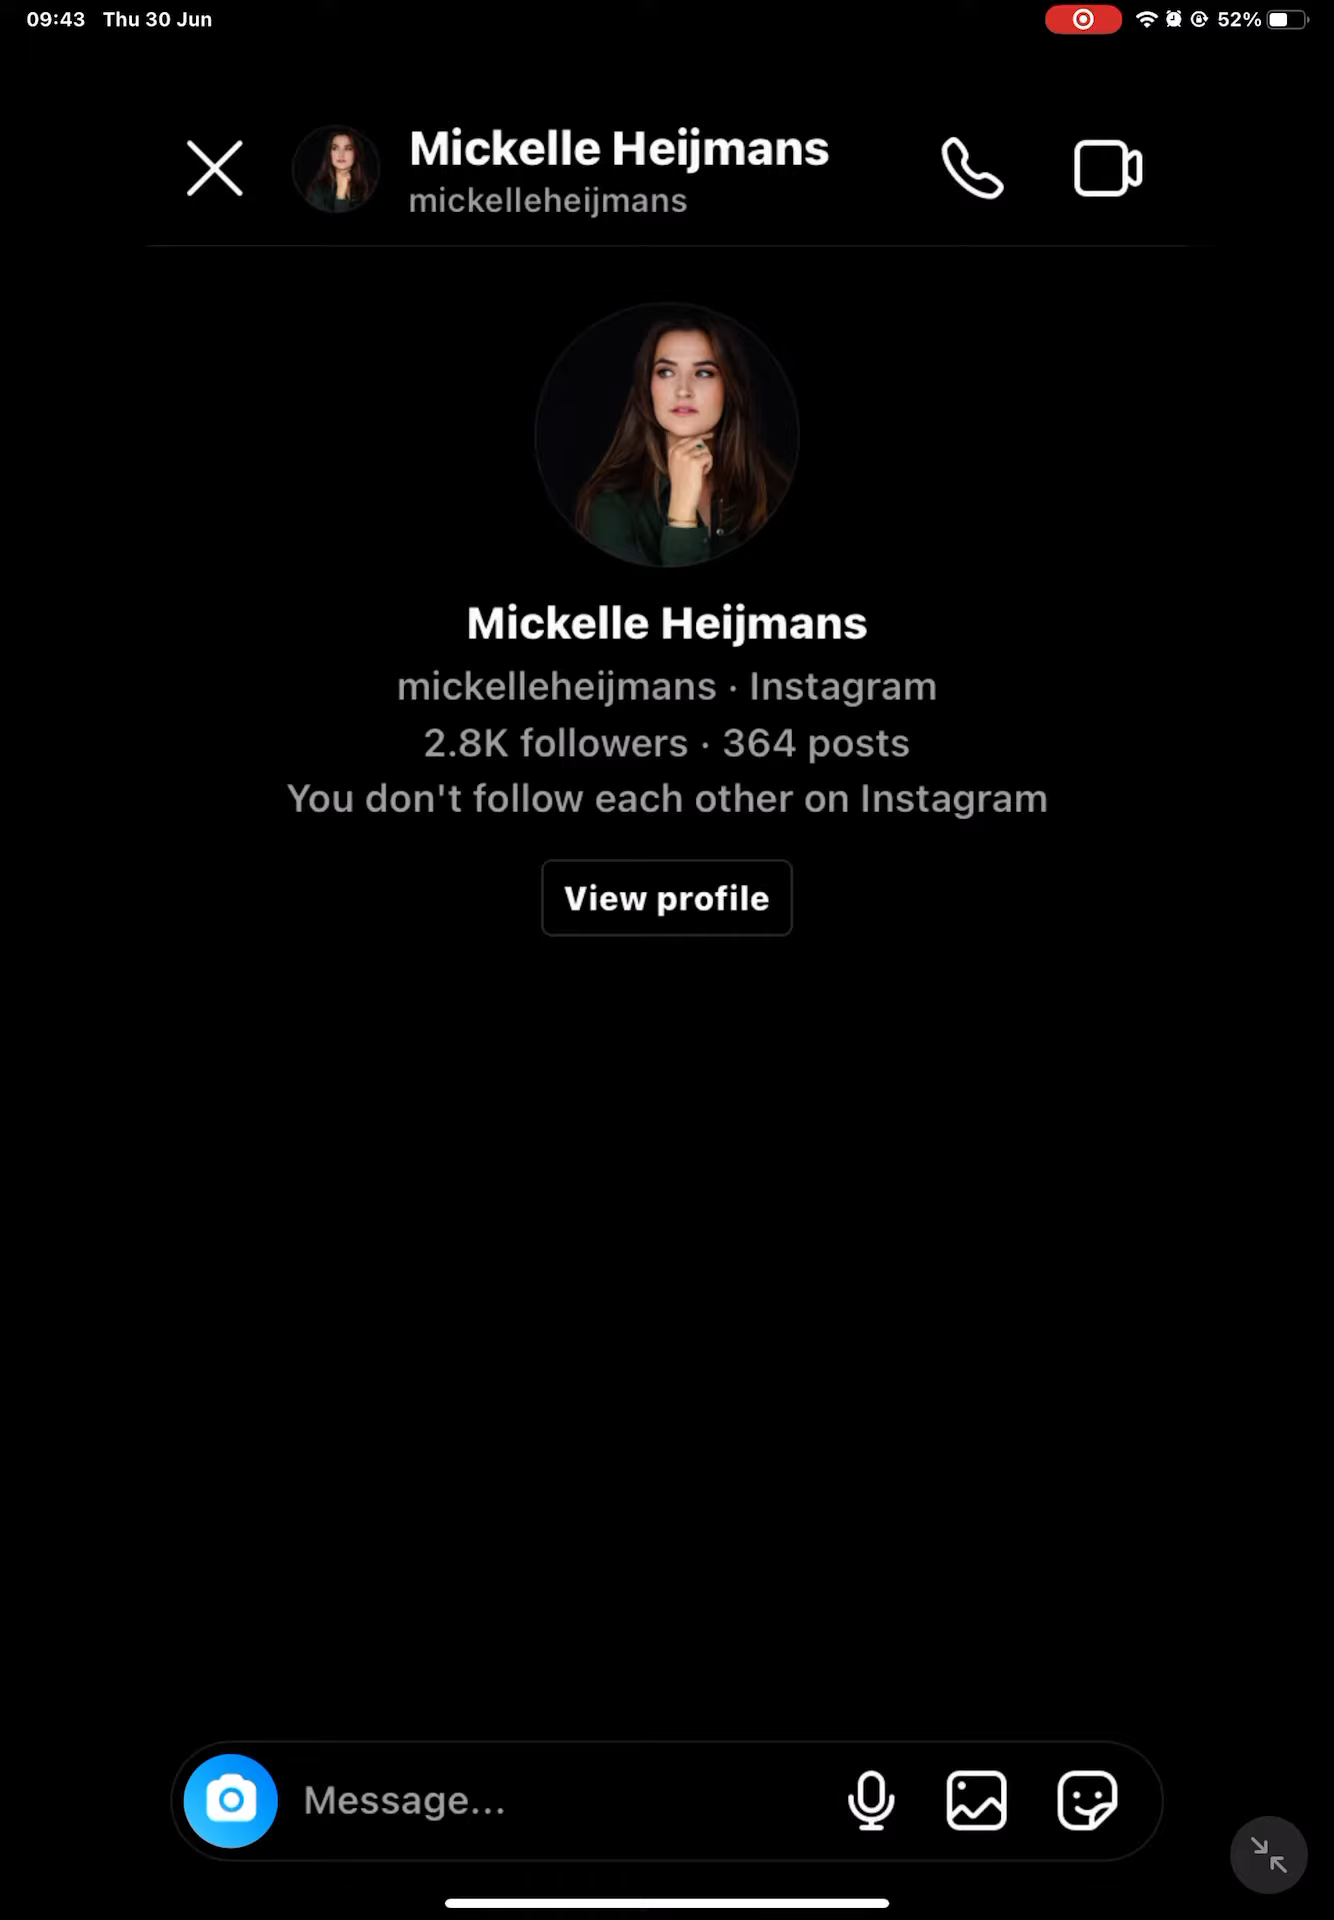 09:43 Thu 30 Jun 52%
Mickelle Heijmans
mickelleheijmans
Mickelle Heijmans
mickelleheijmans · Instagram
2.8K followers · 364 posts
You don't follow each other on Instagram
View profile
Message...